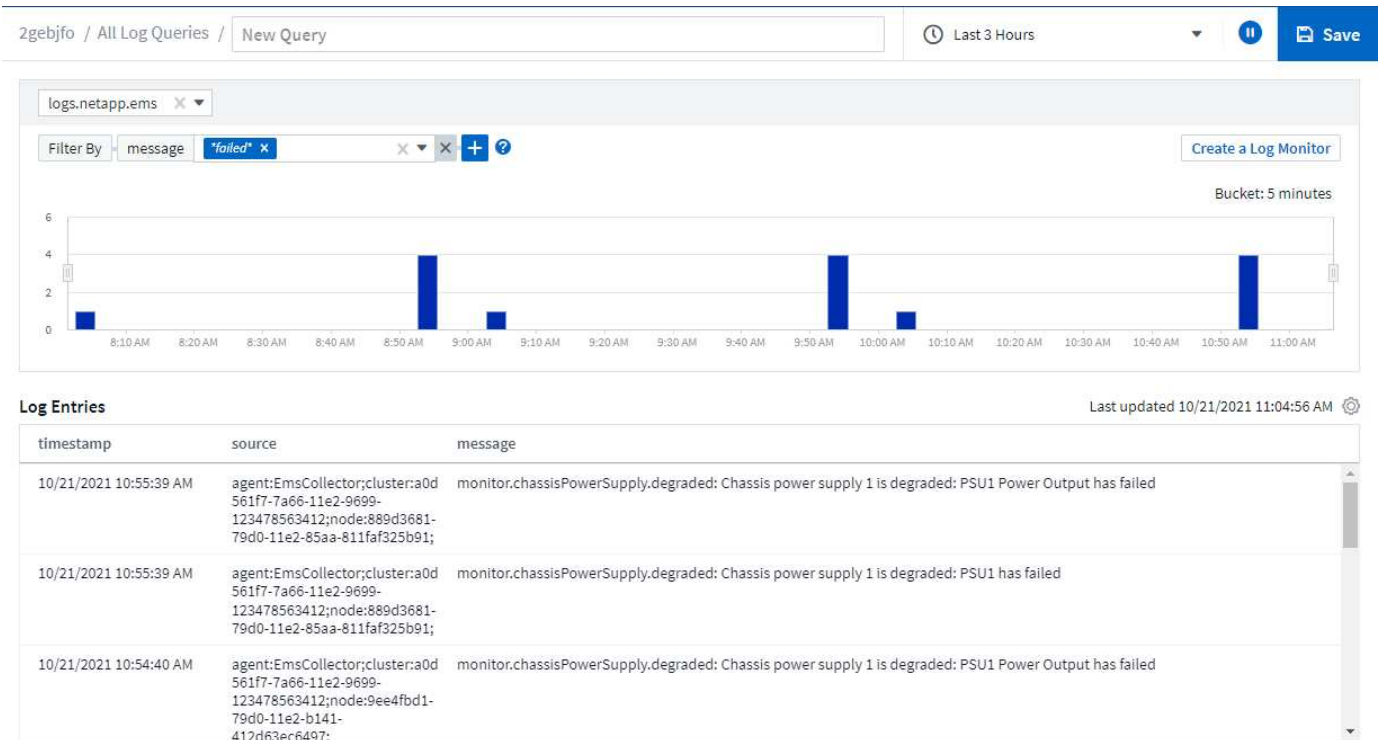 2gebjfo / All Log Queries / New Query Last 3 Hours Save
logs.netapp.ems
Filter By message *failed* Create a Log Monitor
Bucket: 5 minutes
6
4
2
0
8:10 AM 8:20 AM 8:30 AM 8:40 AM 8:50 AM 9:00 AM 9:10 AM 9:20 AM 9:30 AM 9:40 AM 9:50 AM 10:00 AM 10:10 AM 10:20 AM 10:30 AM 10:40 AM 10:50 AM 11:00 AM
Log Entries Last updated 10/21/2021 11:04:56 AM
timestamp source message
10/21/2021 10:55:39 AM agent:EmsCollector;cluster:a0d monitor.chassisPowerSupply.degraded: Chassis power supply 1 is degraded: PSU1 Power Output has failed
561f7-7a66-11e2-9699-
123478563412;node:889d3681-
79d0-11e2-85aa-811faf325b91;
10/21/2021 10:55:39 AM agent:EmsCollector;cluster:a0d monitor.chassisPowerSupply.degraded: Chassis power supply 1 is degraded: PSU1 has failed
561f7-7a66-11e2-9699-
123478563412;node:889d3681-
79d0-11e2-85aa-811faf325b91;
10/21/2021 10:54:40 AM agent:EmsCollector;cluster:a0d monitor.chassisPowerSupply.degraded: Chassis power supply 1 is degraded: PSU1 Power Output has failed
561f7-7a66-11e2-9699-
123478563412;node:9ee4fbd1-
79d0-11e2-b141-
412d63ec6497;